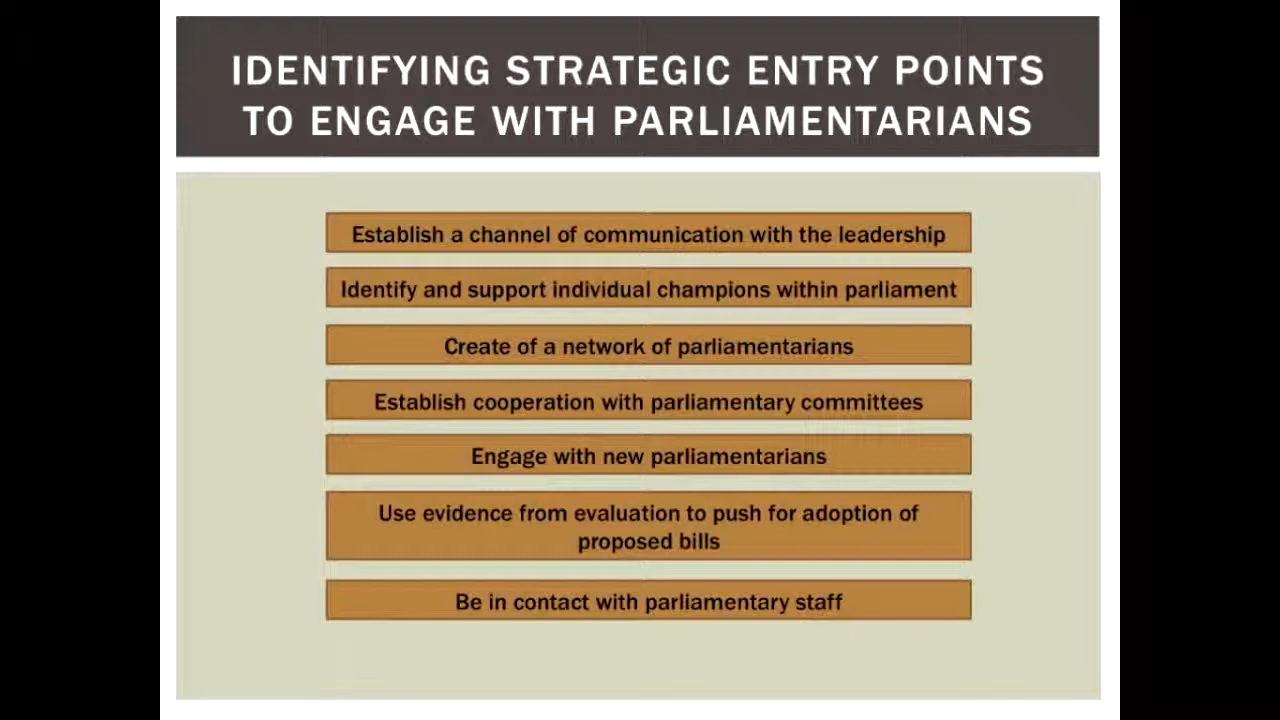 IDENTIFYING STRATEGIC ENTRY POINTS
TO ENGAGE WITH PARLIAMENTARIANS
Establish a channel of communication with the leadership
Identify and support individual champions within parliament
Create of a network of parliamentarians
Establish cooperation with parliamentary committees
Engage with new parliamentarians
Use evidence from evaluation to push for adoption of
proposed bills
Be in contact with parliamentary staff